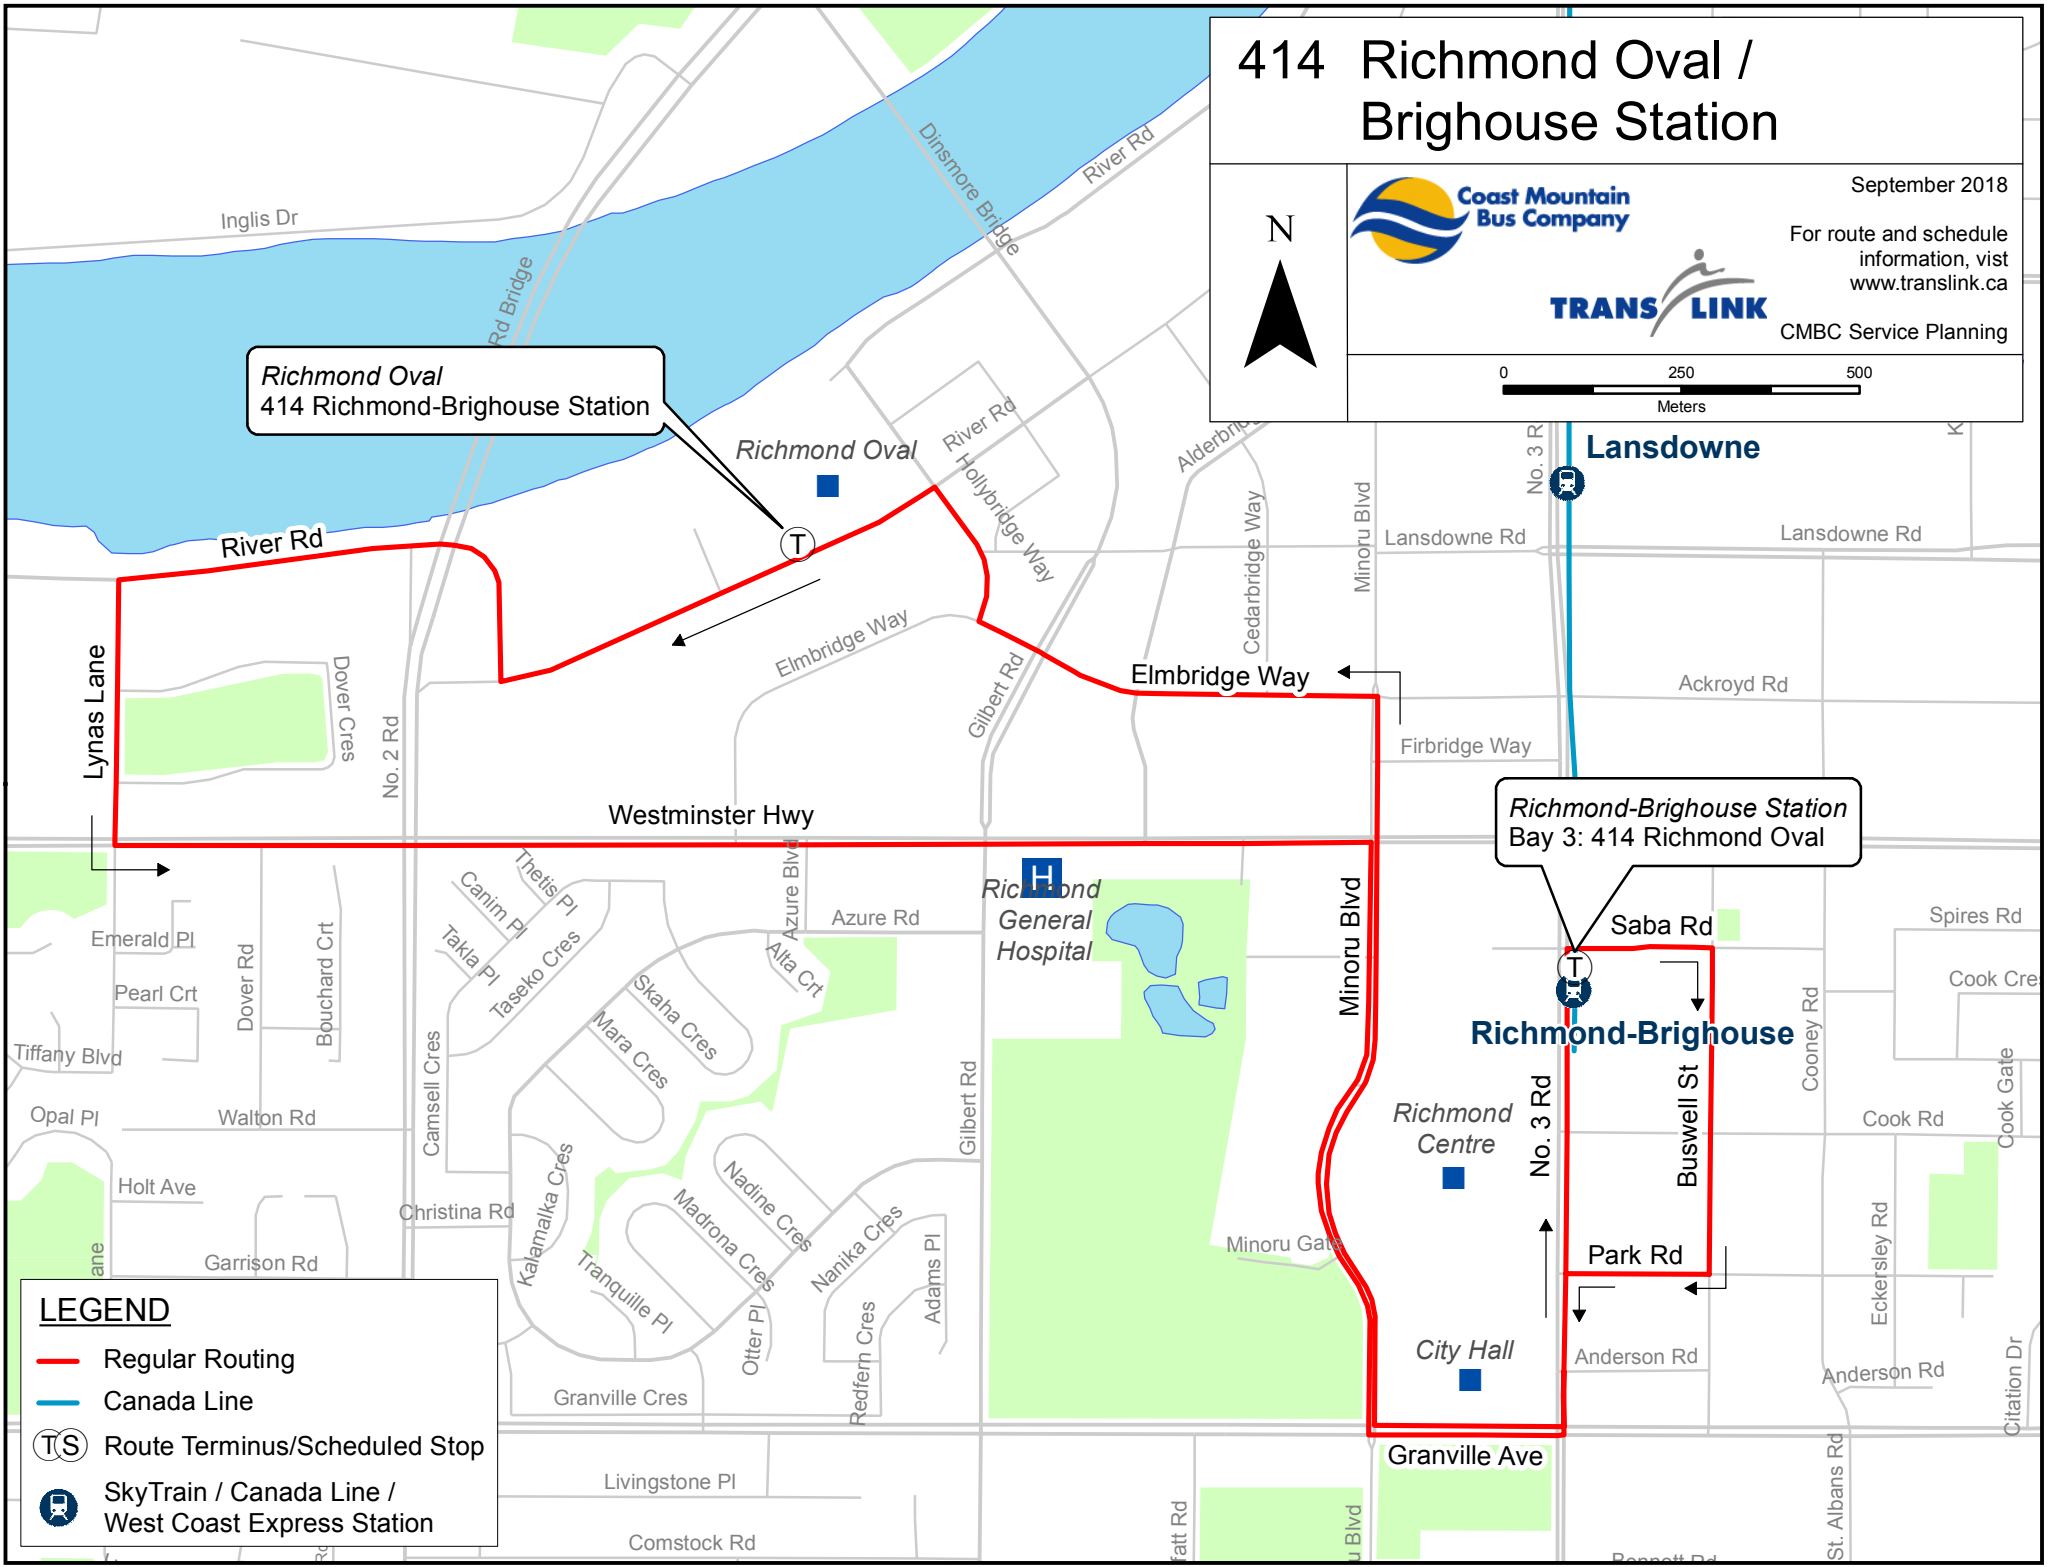 414 Richmond Oval /
Brighouse Station
N
Coast Mountain
Bus Company
TRANS LINK
September 2018
For route and schedule
information, vist
www.translink.ca
CMBC Service Planning
0 250 500
Meters
Inglis Dr
Rd Bridge
Dinsmore Bridge
River Rd
Richmond Oval
414 Richmond-Brighouse Station
Richmond Oval
T
River Rd
Hollybridge Way
Alderbridg
Cedarbridge Way
Minoru Blvd
No. 3 R
Lansdowne
Lansdowne Rd
Lansdowne Rd
K
River Rd
Lynas Lane
Dover Cres
No. 2 Rd
Elmbridge Way
Gilbert Rd
Elmbridge Way
Ackroyd Rd
Firbridge Way
Westminster Hwy
Richmond-Brighouse Station
Bay 3: 414 Richmond Oval
T
Richmond-Brighouse
Saba Rd
Buswell St
Park Rd
No. 3 Rd
Minoru Blvd
Cooney Rd
Spires Rd
Cook Cre
Cook Gate
Cook Rd
Eckersley Rd
Anderson Rd
Anderson Rd
Citation Dr
St. Albans Rd
H
Richmond
General
Hospital
Richmond
Centre
City Hall
Minoru Gate
Granville Ave
Emerald Pl
Pearl Crt
Tiffany Blvd
Opal Pl
Dover Rd
Bouchard Crt
Walton Rd
Holt Ave
Garrison Rd
ane
Camsell Cres
Christina Rd
Thetis Pl
Canim Pl
Takla Pl
Taseko Cres
Azure Blvd
Azure Rd
Alta Crt
Skaha Cres
Mara Cres
Kalamalka Cres
Nadine Cres
Madrona Cres
Tranquille Pl
Otter Pl
Nanika Cres
Adams Pl
Redfern Cres
Gilbert Rd
Granville Cres
Livingstone Pl
Comstock Rd
ffatt Rd
u Blvd
Bennett Rd
LEGEND
Regular Routing
Canada Line
T S Route Terminus/Scheduled Stop
SkyTrain / Canada Line /
West Coast Express Station